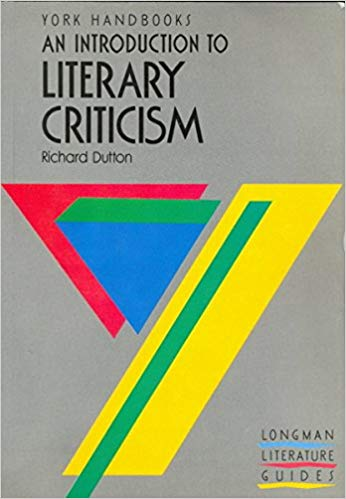 YORK HANDBOOKS
AN INTRODUCTION TO
LITERARY
CRITICISM
Richard Dutton
LONGMAN
LITERATURE
GUIDES